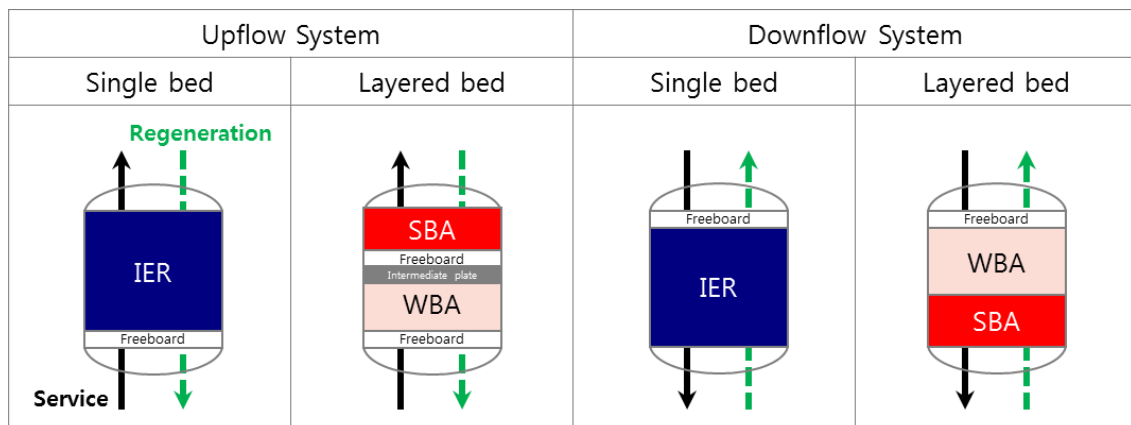 Upflow System
Downflow System
Single bed
Layered bed
Single bed
Layered bed
Regeneration
IER
Freeboard
Service
SBA
Freeboard
Intermediate plate
WBA
Freeboard
Freeboard
IER
Freeboard
WBA
SBA